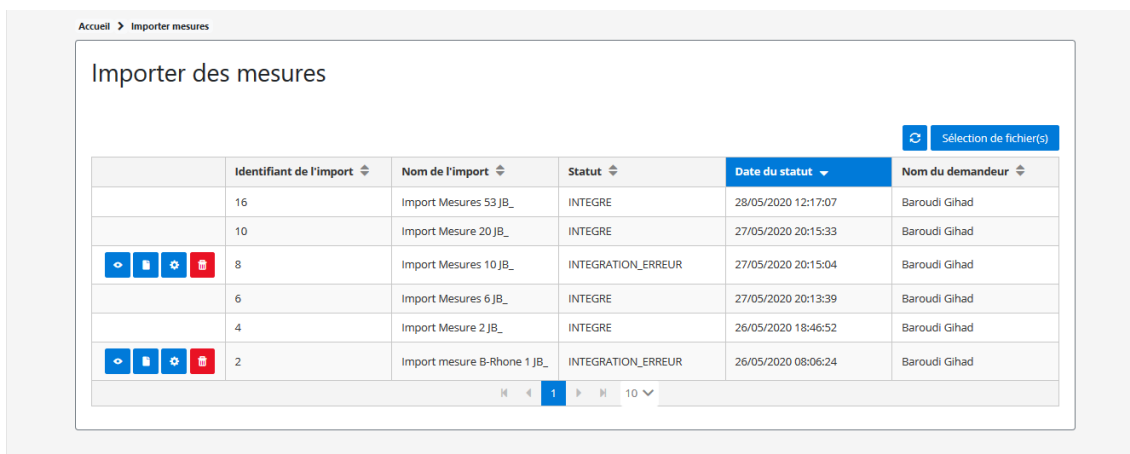 Accueil > Importer mesures
Importer des mesures
Sélection de fichier(s)
Identifiant de l'import Nom de l'import Statut Date du statut Nom du demandeur
16 Import Mesures 53 JB_ INTEGRE 28/05/2020 12:17:07 Baroudi Gihad
10 Import Mesure 20 JB_ INTEGRE 27/05/2020 20:15:33 Baroudi Gihad
8 Import Mesures 10 JB_ INTEGRATION_ERREUR 27/05/2020 20:15:04 Baroudi Gihad
6 Import Mesures 6 JB_ INTEGRE 27/05/2020 20:13:39 Baroudi Gihad
4 Import Mesure 2 JB_ INTEGRE 26/05/2020 18:46:52 Baroudi Gihad
2 Import mesure B-Rhone 1 JB_ INTEGRATION_ERREUR 26/05/2020 08:06:24 Baroudi Gihad
1 10